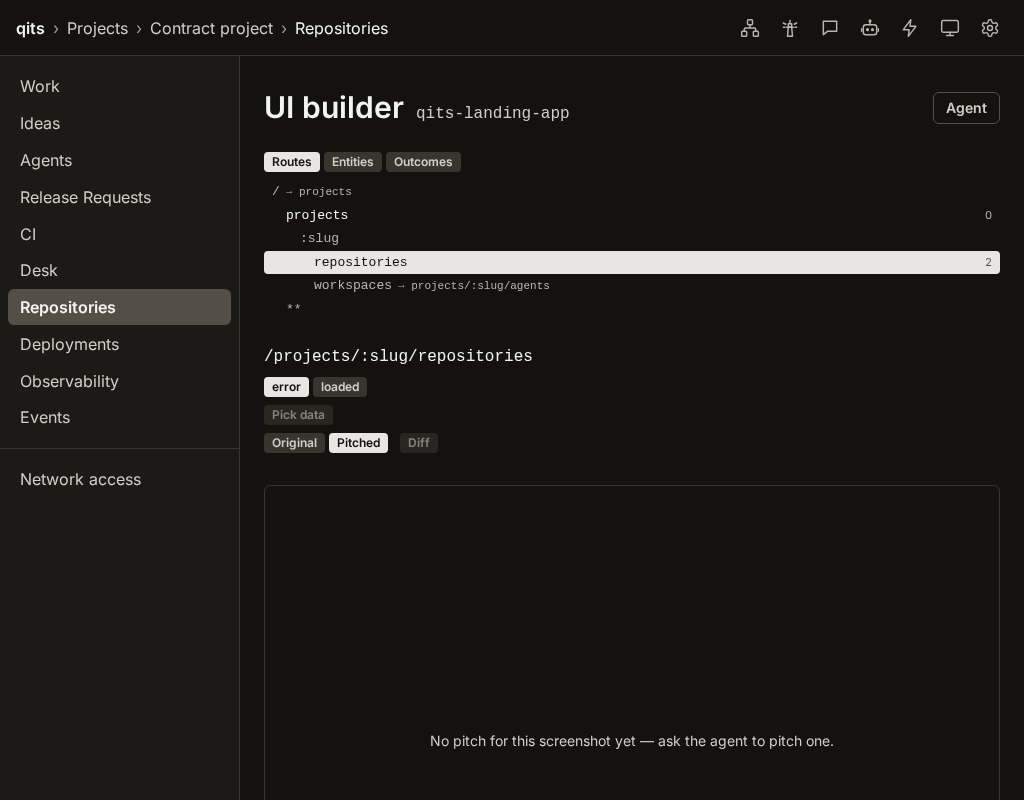 qits › Projects › Contract project › Repositories
Work
Ideas
Agents
Release Requests
CI
Desk
Repositories
Deployments
Observability
Events
Network access
UI builder qits-landing-app
Agent
Routes Entities Outcomes
/ → projects
projects 0
:slug
repositories 2
workspaces → projects/:slug/agents
**
/projects/:slug/repositories
error loaded
Pick data
Original Pitched Diff
No pitch for this screenshot yet — ask the agent to pitch one.